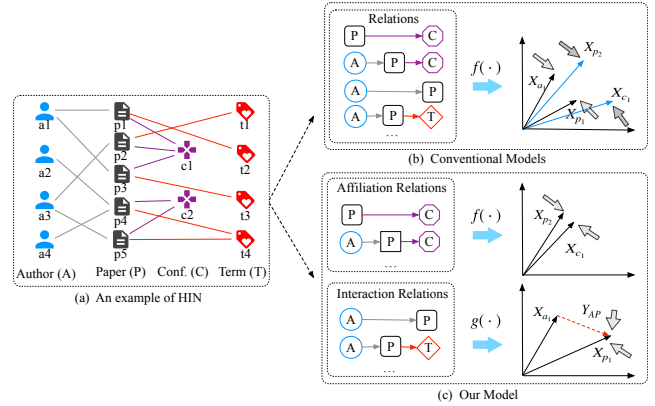 a1
a2
a3
a4
p1
p2
p3
p4
p5
c1
c2
t1
t2
t3
t4
Author (A)
Paper (P)
Conf. (C)
Term (T)
(a) An example of HIN
Relations
P
C
A
P
C
A
P
A
P
T
...
f(·)
X_{p_2}
X_{a_1}
X_{c_1}
X_{p_1}
(b) Conventional Models
Affiliation Relations
P
C
A
P
C
...
f(·)
X_{p_2}
X_{c_1}
Interaction Relations
A
P
A
P
T
...
g(·)
X_{a_1}
Y_{AP}
X_{p_1}
(c) Our Model